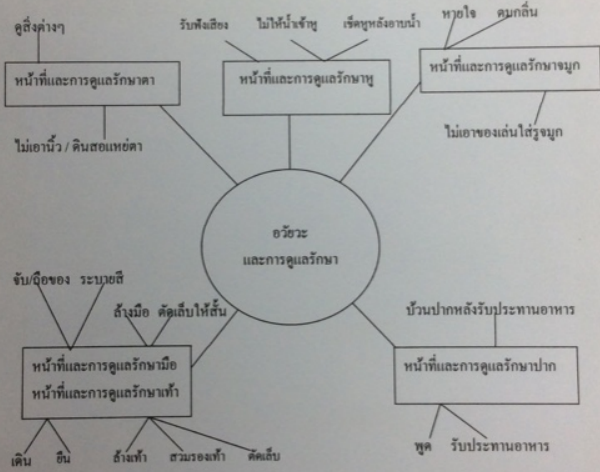 ดูสิ่งต่างๆ
รับฟังเสียง ไม่ให้น้ำเข้าหู เช็ดหูหลังอาบน้ำ
หายใจ ดมกลิ่น
หน้าที่และการดูแลรักษาตา
หน้าที่และการดูแลรักษาหู
หน้าที่และการดูแลรักษาจมูก
ไม่เอานิ้ว / ดินสอแหย่ตา
ไม่เอาของเล่นใส่รูจมูก
อวัยวะ
และการดูแลรักษา
จับ/ถือของ ระบายสี
ล้างมือ ตัดเล็บให้สั้น
หน้าที่และการดูแลรักษามือ
หน้าที่และการดูแลรักษาเท้า
เดิน ยืน ล้างเท้า สวมรองเท้า ตัดเล็บ
บ้วนปากหลังรับประทานอาหาร
หน้าที่และการดูแลรักษาปาก
พูด รับประทานอาหาร